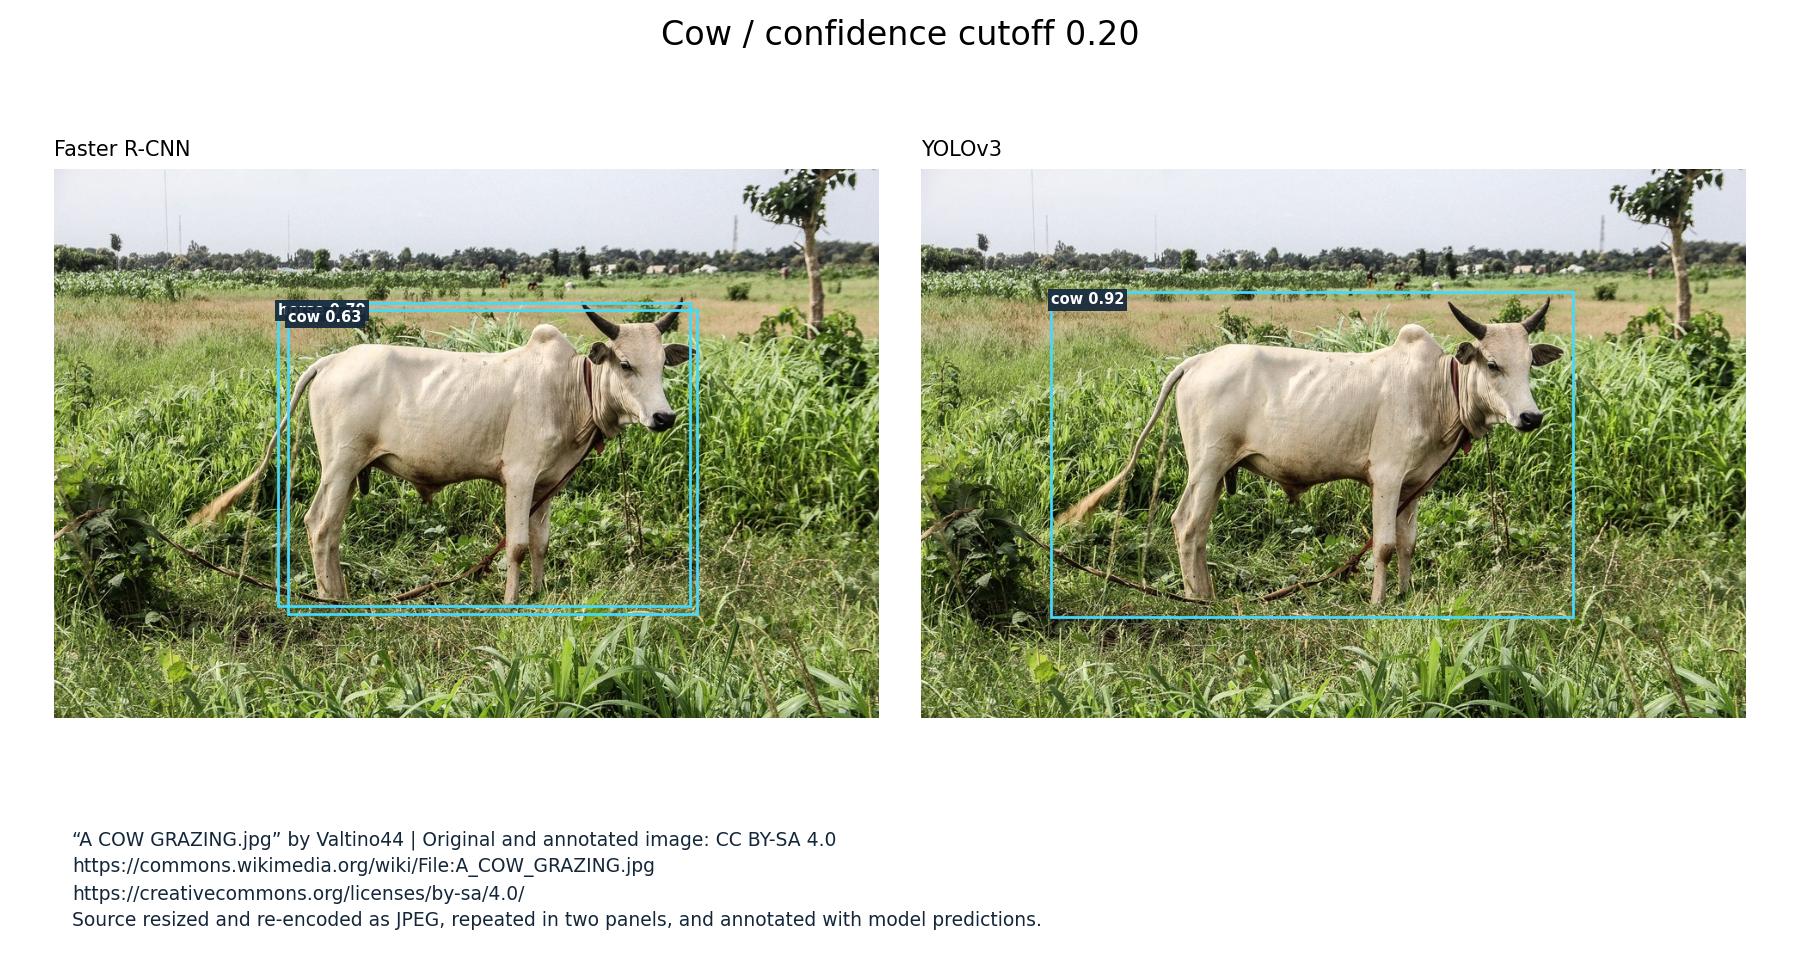 Cow / confidence cutoff 0.20
Faster R-CNN
YOLOv3
cow 0.63
cow 0.92
“A COW GRAZING.jpg” by Valtino44 | Original and annotated image: CC BY-SA 4.0
https://commons.wikimedia.org/wiki/File:A_COW_GRAZING.jpg
https://creativecommons.org/licenses/by-sa/4.0/
Source resized and re-encoded as JPEG, repeated in two panels, and annotated with model predictions.